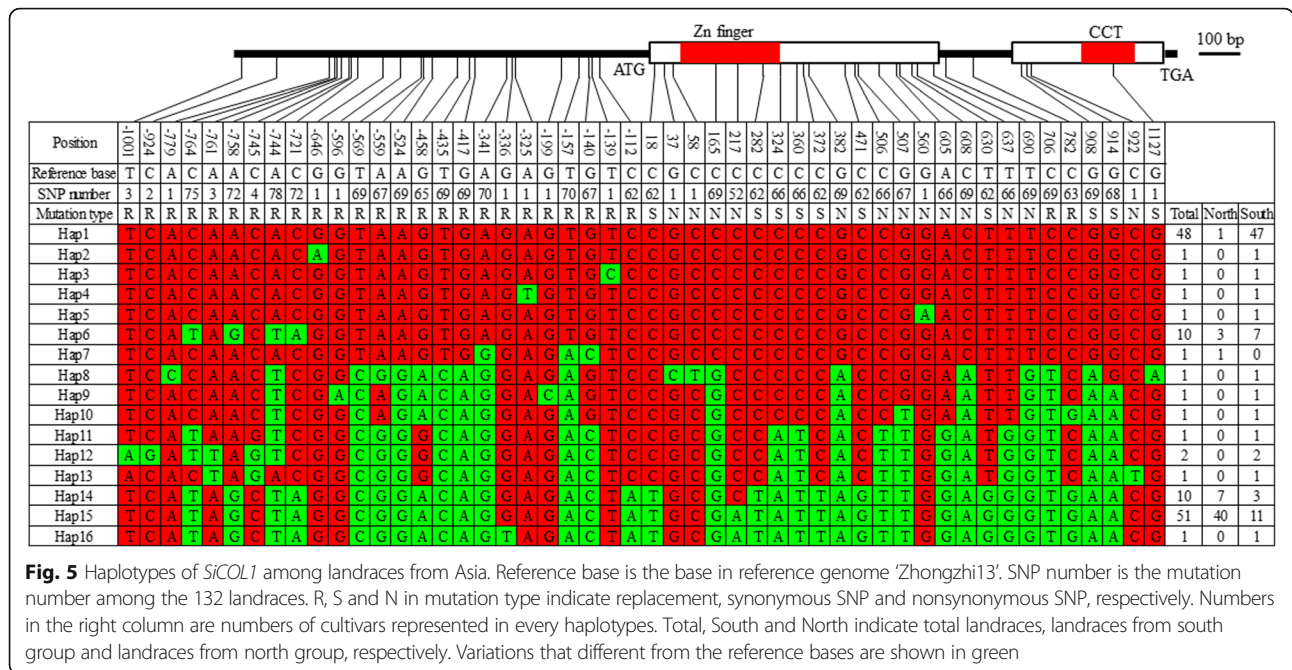 Zn finger
CCT
100 bp
ATG
TGA
Position -1001 -924 -779 -764 -761 -758 -745 -744 -721 -646 -596 -569 -559 -524 -458 -435 -417 -341 -336 -325 -199 -157 -140 -139 -112 18 37 58 165 217 282 324 360 372 382 471 506 507 560 605 608 630 637 690 706 782 908 914 922 1127
Reference base T C A C A A C A C G G T A A G T G A G A G T G T C C G C C C C C C C G C C G G A C T T T C C G G C G
SNP number 3 2 1 75 3 72 4 78 72 1 1 69 67 69 65 69 69 70 1 1 1 70 67 1 62 62 1 1 69 52 62 66 66 62 69 62 66 67 1 66 69 62 66 69 69 63 69 68 1 1
Mutation type R R R R R R R R R R R R R R R R R R R R R R R R R S N N N N S S S S N S N N N N N S N N R R S S N S Total North South
Hap1 T C A C A A C A C G G T A A G T G A G A G T G T C C G C C C C C C C G C C G G A C T T T C C G G C G 48 1 47
Hap2 T C A C A A C A C A G T A A G T G A G A G T G T C C G C C C C C C C G C C G G A C T T T C C G G C G 1 0 1
Hap3 T C A C A A C A C G G T A A G T G A G A G T G C C C G C C C C C C C G C C G G A C T T T C C G G C G 1 0 1
Hap4 T C A C A A C A C G G T A A G T G A G T G T G T C C G C C C C C C C G C C G G A C T T T C C G G C G 1 0 1
Hap5 T C A C A A C A C G G T A A G T G A G A G T G T C C G C C C C C C C G C C G A A C T T T C C G G C G 1 0 1
Hap6 T C A T A G C T A G G T A A G T G A G A G T G T C C G C C C C C C C G C C G G A C T T T C C G G C G 10 3 7
Hap7 T C A C A A C A C G G T A A G T G G G A G A C T C C G C C C C C C C G C C G G A C T T T C C G G C G 1 1 0
Hap8 T C C C A A C T C G G C G G A C A G G A G A G T C C C T G C C C C C A C C G G A A T T G T C A G C A 1 0 1
Hap9 T C A C A A C T C G A C A G A C A G G A C A G T C C G C G C C C C C A C C G G A A T T G T C A A C G 1 0 1
Hap10 T C A C A A C T C G G C A G A C A G G A G A G T C C G C G C C C C C A C C T G A A T T G T G A A C G 1 0 1
Hap11 T C A T A A G T C G G C G G G C A G G A G A C T C C G C G C C A T C A C T T G G A T G G T C A A C G 1 0 1
Hap12 A G A T T A G T C G G C G G G C A G G A G A C T C C G C G C C A T C A C T T G G A T G G T C A A C G 2 0 2
Hap13 A C A C T A G A C G G C G G G C A G G A G A C T C C G C G C C A T C A C T T G G A T G G T C A A T G 1 0 1
Hap14 T C A T A G C T A G G C G G A C A G G A G A C T A T G C G C T A T T A G T T G G A G G G T G A A C G 10 7 3
Hap15 T C A T A G C T A G G C G G A C A G G A G A C T A T G C G A T A T T A G T T G G A G G G T G A A C G 51 40 11
Hap16 T C A T A G C T A G G C G G A C A G T A G A C T A T G C G A T A T T A G T T G G A G G G T G A A C G 1 0 1
Fig. 5 Haplotypes of SiCOL1 among landraces from Asia. Reference base is the base in reference genome 'Zhongzhi13'. SNP number is the mutation
number among the 132 landraces. R, S and N in mutation type indicate replacement, synonymous SNP and nonsynonymous SNP, respectively. Numbers
in the right column are numbers of cultivars represented in every haplotypes. Total, South and North indicate total landraces, landraces from south
group and landraces from north group, respectively. Variations that different from the reference bases are shown in green